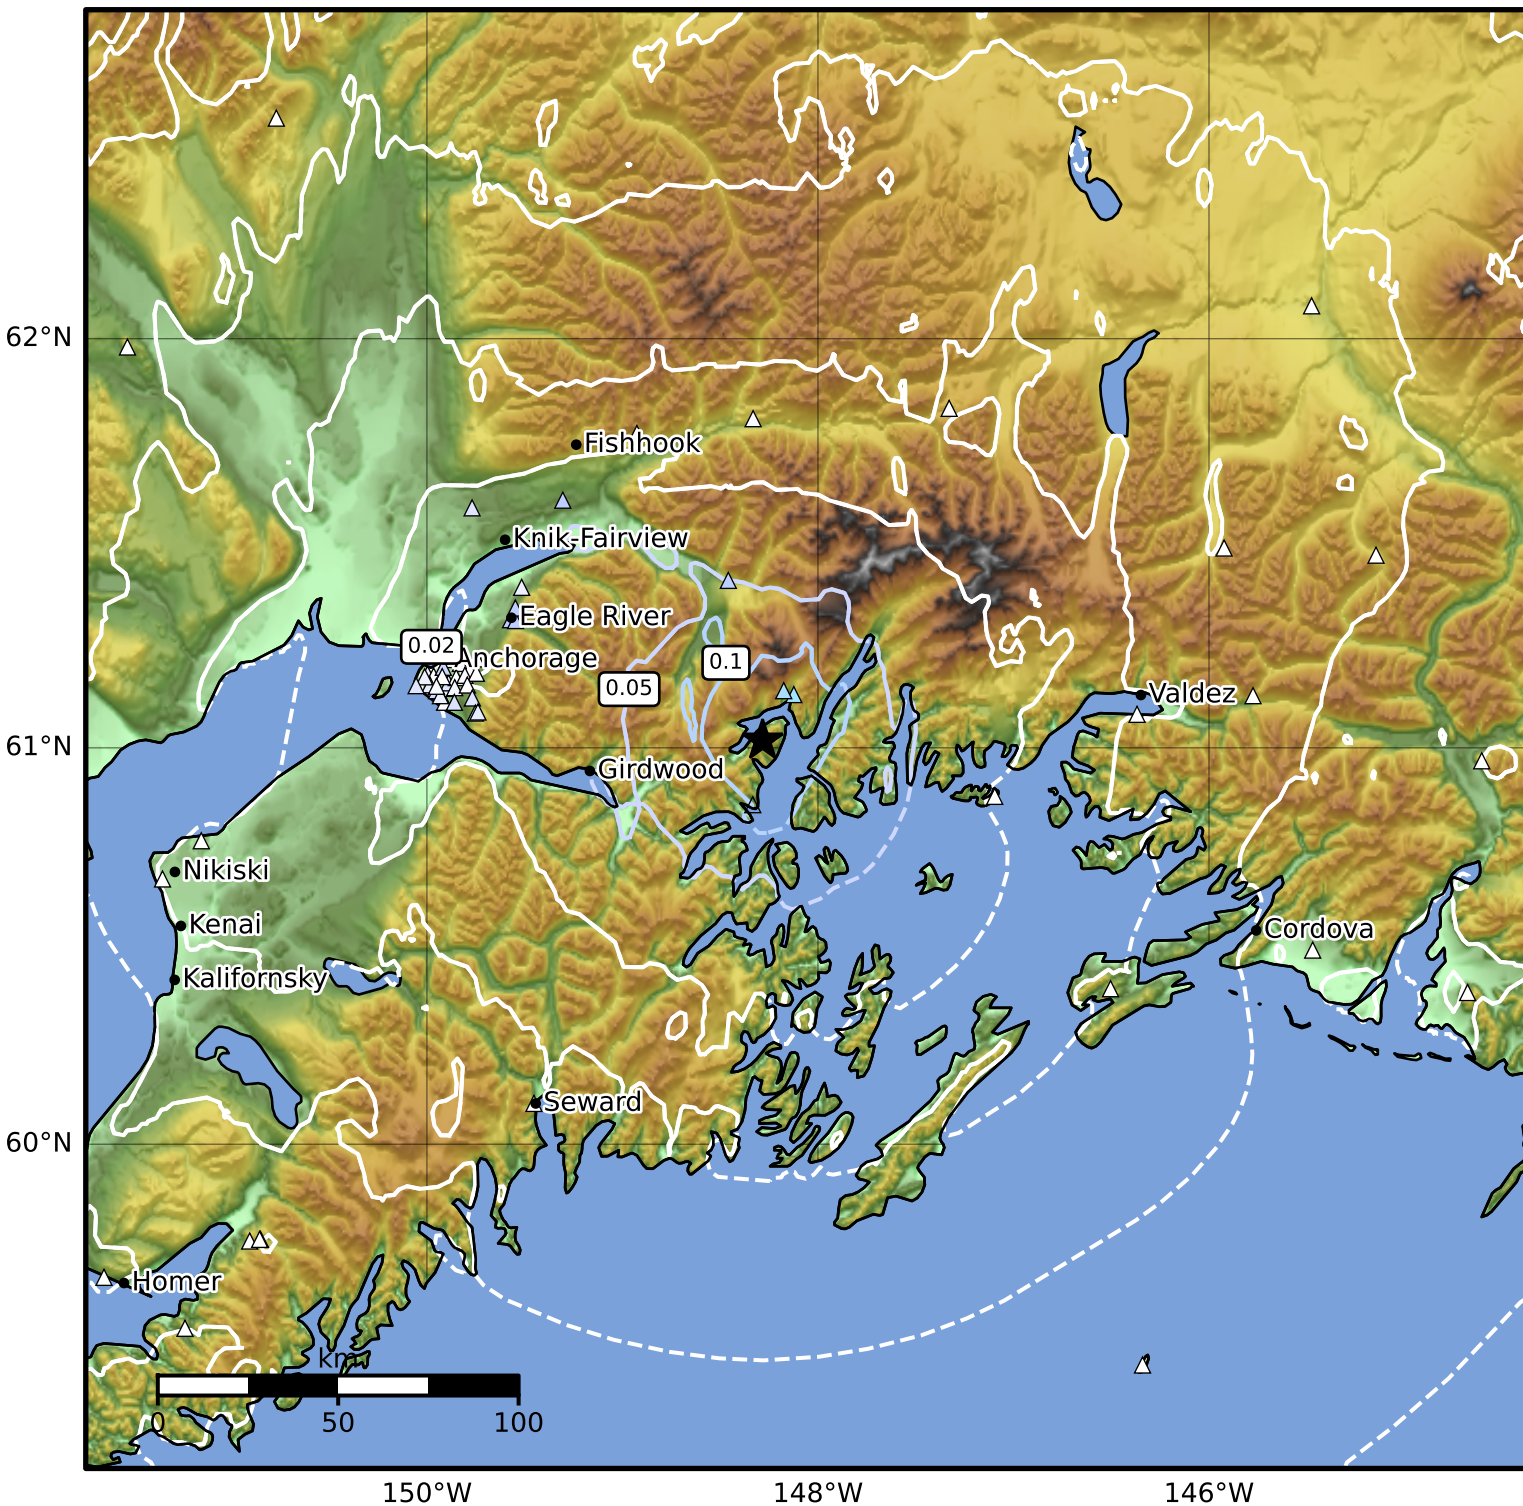 62°N
Fishhook
Knik-Fairview
Eagle River
0.02
nchorage
0.1
0.05
Valdez
61°N
Girdwood
Nikiski
Kenai
Cordova
Kalifornsky
Seward
60°N
Homer
km
0
50
100
150°W
148°W
146°W